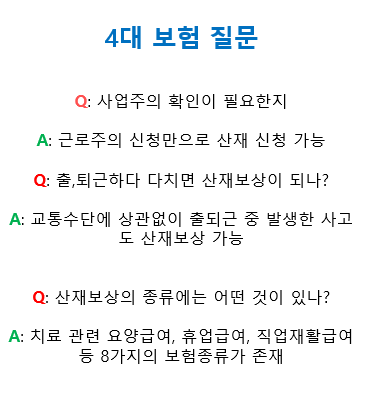 4대 보험 질문
Q: 사업주의 확인이 필요한지
A: 근로주의 신청만으로 산재 신청 가능
Q: 출,퇴근하다 다치면 산재보상이 되나?
A: 교통수단에 상관없이 출퇴근 중 발생한 사고
도 산재보상 가능
Q: 산재보상의 종류에는 어떤 것이 있나?
A: 치료 관련 요양급여, 휴업급여, 직업재활급여
등 8가지의 보험종류가 존재